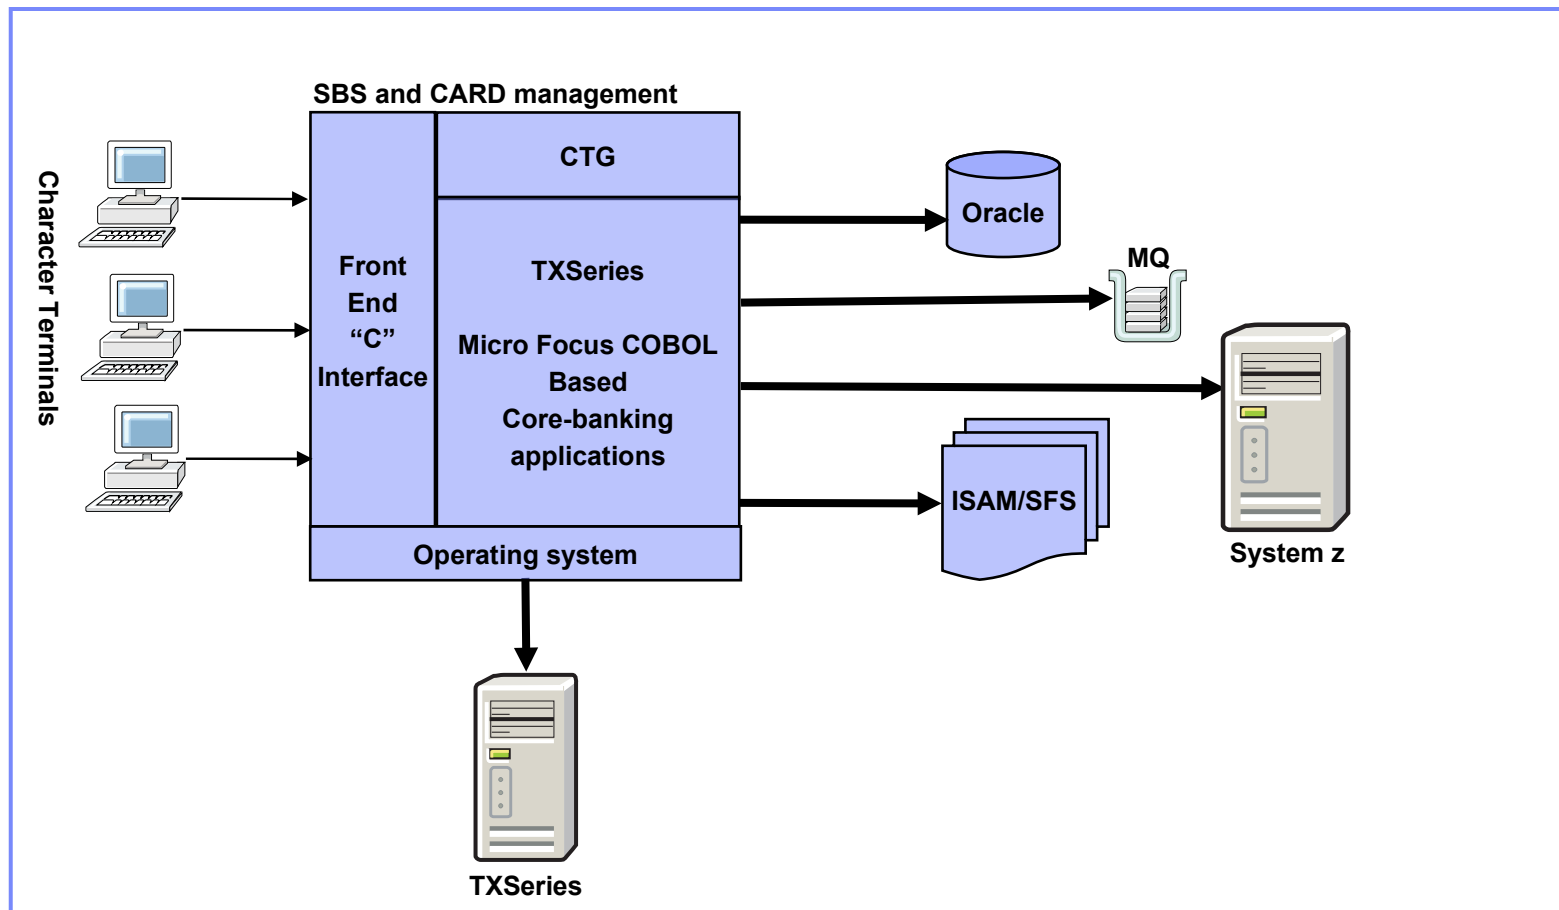 SBS and CARD management
Character Terminals
CTG
Front
End
“C”
Interface
TXSeries
Micro Focus COBOL
Based
Core-banking
applications
Operating system
Oracle
MQ
ISAM/SFS
System z
TXSeries